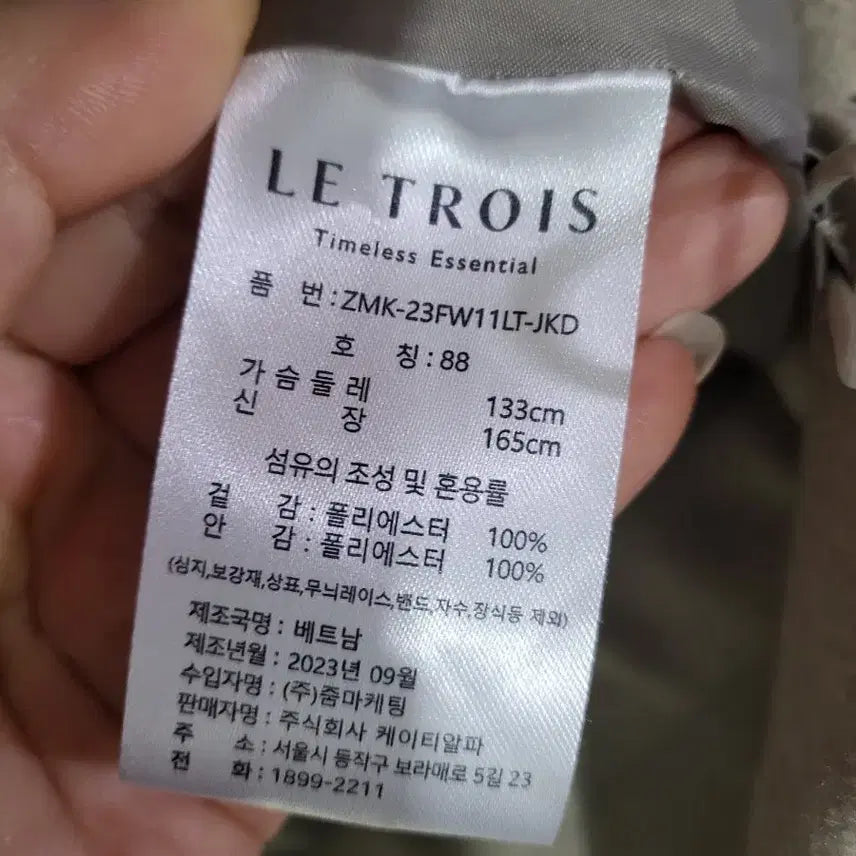 LE TROIS
Timeless Essential
품 번 : ZMK-23FW11LT-JKD
호 칭 : 88
가슴둘레 133cm
신 장 165cm
섬유의 조성 및 혼용률
겉 감 : 폴리에스터 100%
안 감 : 폴리에스터 100%
(심지,보강재,상표,무늬레이스,밴드,자수,장식등 제외)
제조국명 : 베트남
제조년월 : 2023년 09월
수입자명 : (주)줌마케팅
판매자명 : 주식회사 케이티알파
주 소 : 서울시 동작구 보라매로 5길 23
전 화 : 1899-2211